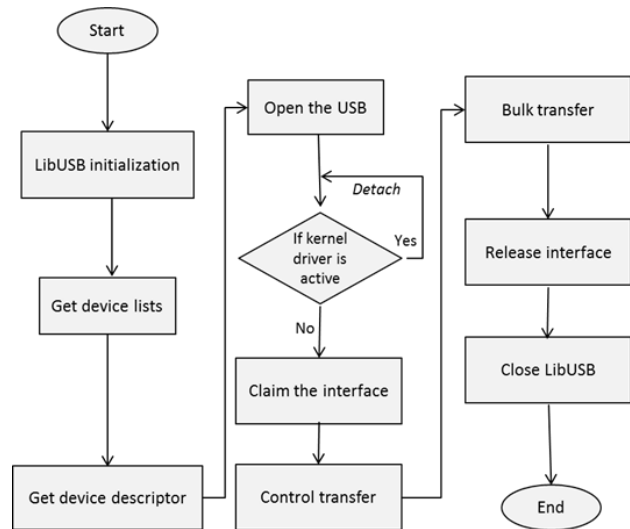 Start
LibUSB initialization
Get device lists
Get device descriptor
Open the USB
Detach
If kernel
driver is
active
Yes
No
Claim the interface
Control transfer
Bulk transfer
Release interface
Close LibUSB
End